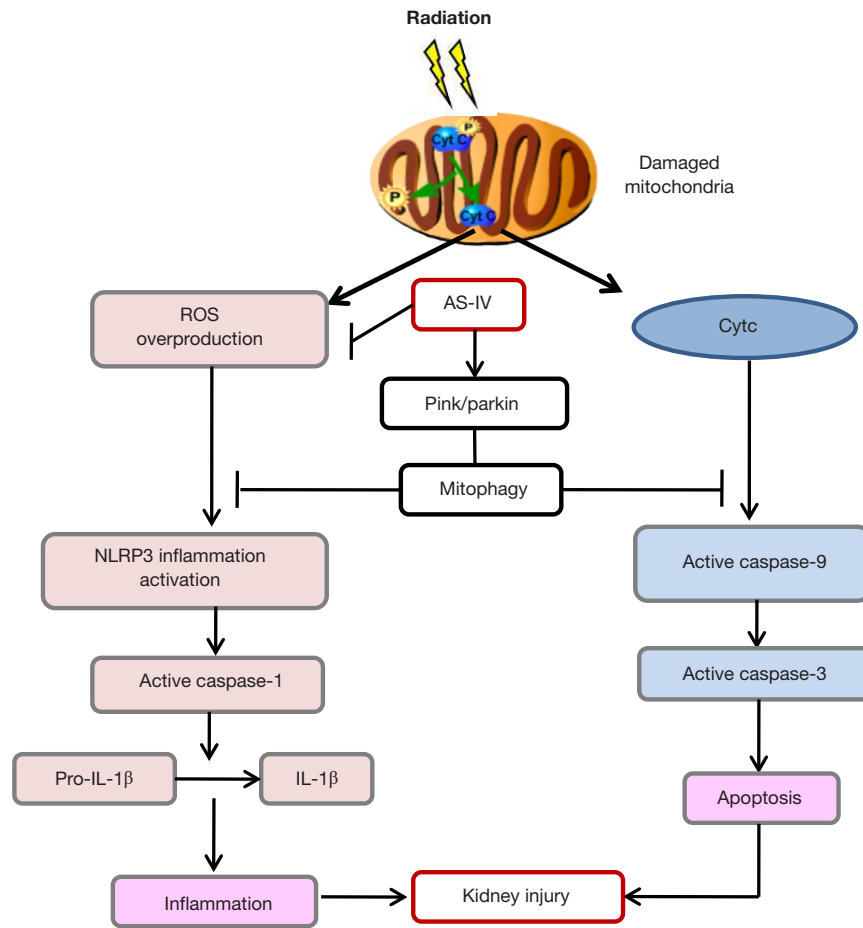 Radiation
P
Cyt C
P
Cyt C
Damaged
mitochondria
ROS
overproduction
AS-IV
Cytc
Pink/parkin
Mitophagy
NLRP3 inflammation
activation
Active caspase-9
Active caspase-1
Active caspase-3
Pro-IL-1β
IL-1β
Apoptosis
Inflammation
Kidney injury